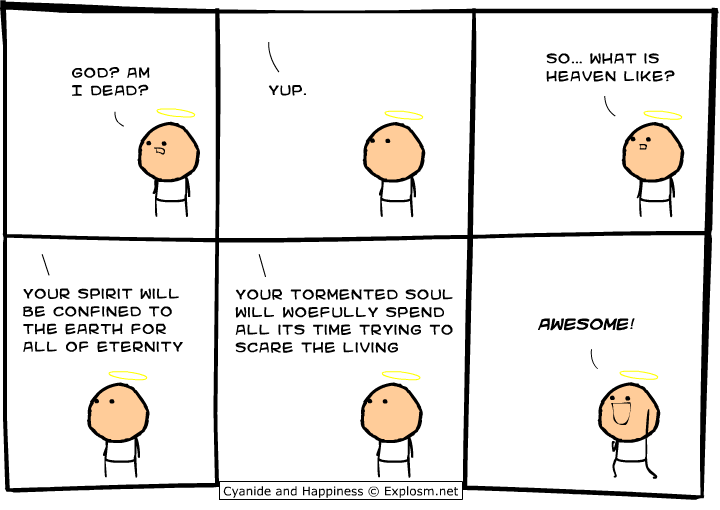 GOD? AM
I DEAD?
YUP.
SO... WHAT IS
HEAVEN LIKE?
YOUR SPIRIT WILL
BE CONFINED TO
THE EARTH FOR
ALL OF ETERNITY
YOUR TORMENTED SOUL
WILL WOEFULLY SPEND
ALL ITS TIME TRYING TO
SCARE THE LIVING
AWESOME!
Cyanide and Happiness © Explosm.net